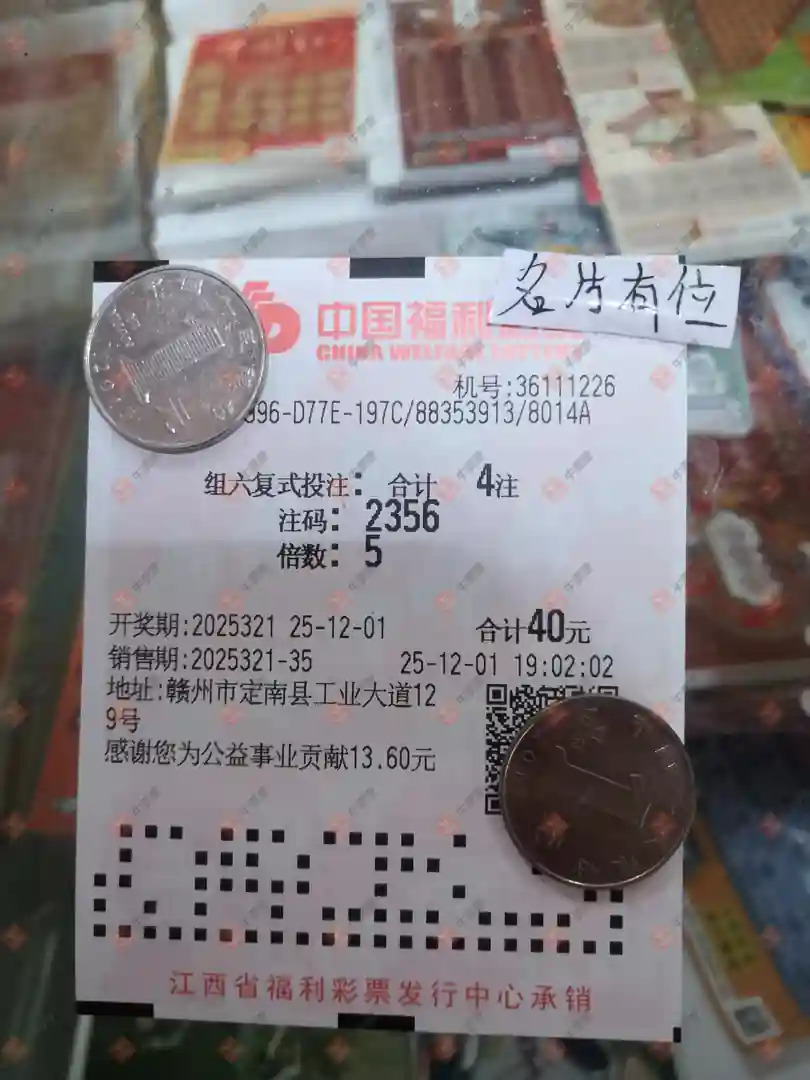 名片有位
中国福利
CHINA WELFARE LOTTERY
机号:36111226
996-D77E-197C/88353913/8014A
组六复式投注: 合计 4注
注码: 2356
倍数: 5
开奖期:2025321 25-12-01 合计40元
销售期:2025321-35 25-12-01 19:02:02
地址:赣州市定南县工业大道12
9号
感谢您为公益事业贡献13.60元
江西省福利彩票发行中心承销